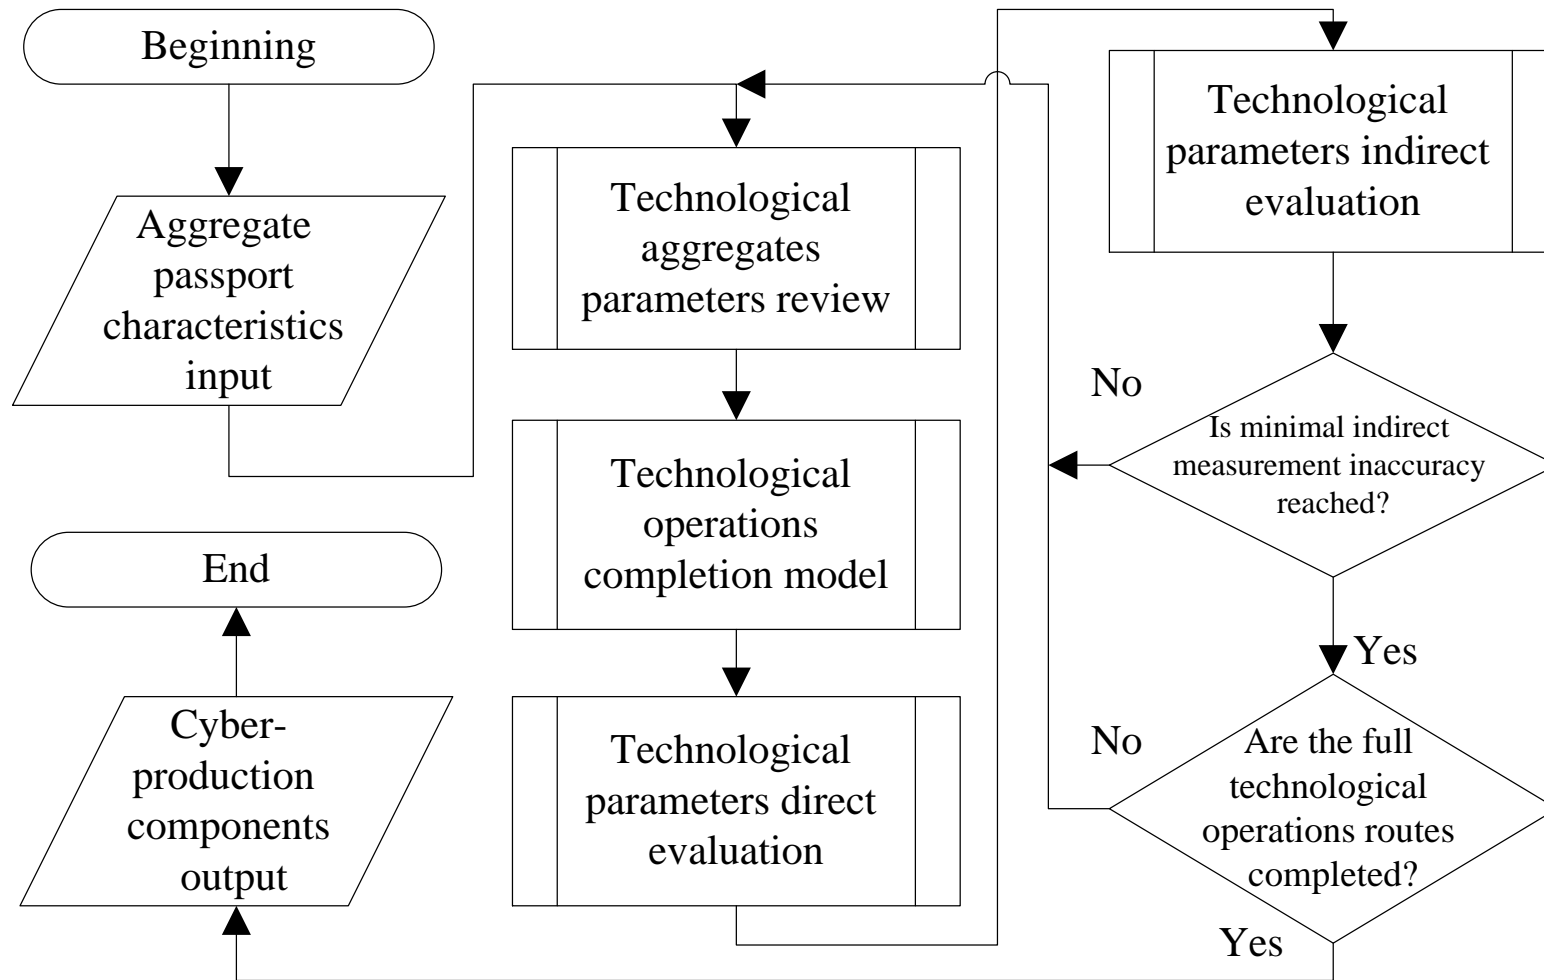 Beginning
Aggregate
passport
characteristics
input
Technological
aggregates
parameters review
Technological
operations
completion model
Technological
parameters direct
evaluation
Technological
parameters indirect
evaluation
No
Is minimal indirect
measurement inaccuracy
reached?
Yes
No
Are the full
technological
operations routes
completed?
Yes
Cyber-
production
components
output
End